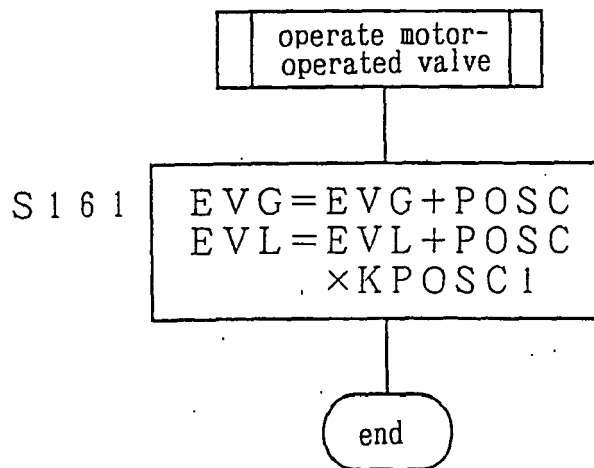 operate motor-
operated valve
S161
EVG=EVG+POSC
EVL=EVL+POSC
×KPOSC1
end